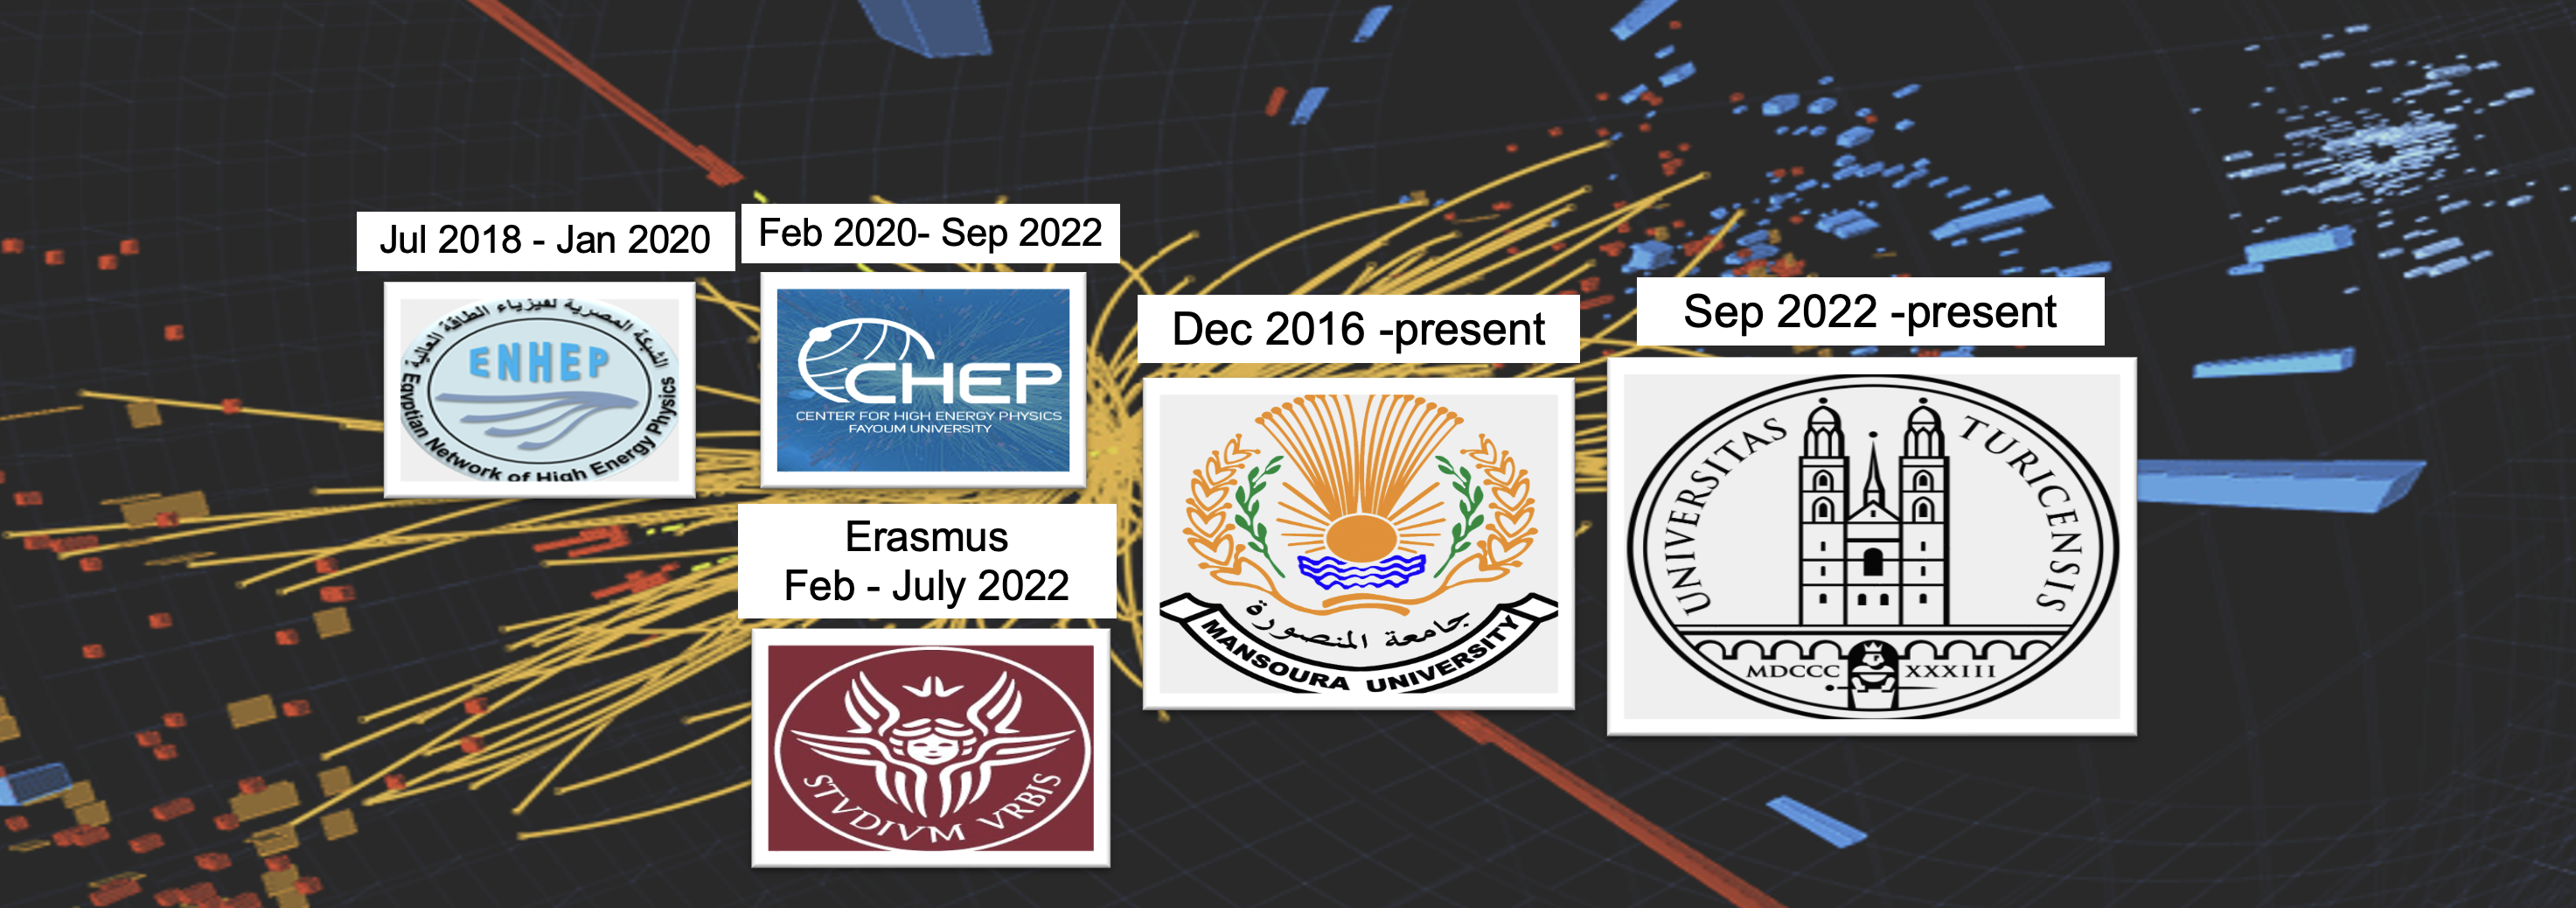 Jul 2018 - Jan 2020
الشبكة المصرية لفيزياء الطاقة العالية
ENHEP
Egyptian Network of High Energy Physics
Feb 2020- Sep 2022
CHEP
CENTER FOR HIGH ENERGY PHYSICS
FAYOUM UNIVERSITY
Erasmus
Feb - July 2022
STVDIVM VRBIS
Dec 2016 -present
جامعة المنصورة
MANSOURA UNIVERSITY
Sep 2022 -present
UNIVERSITAS TURICENSIS
MDCCC XXXIII